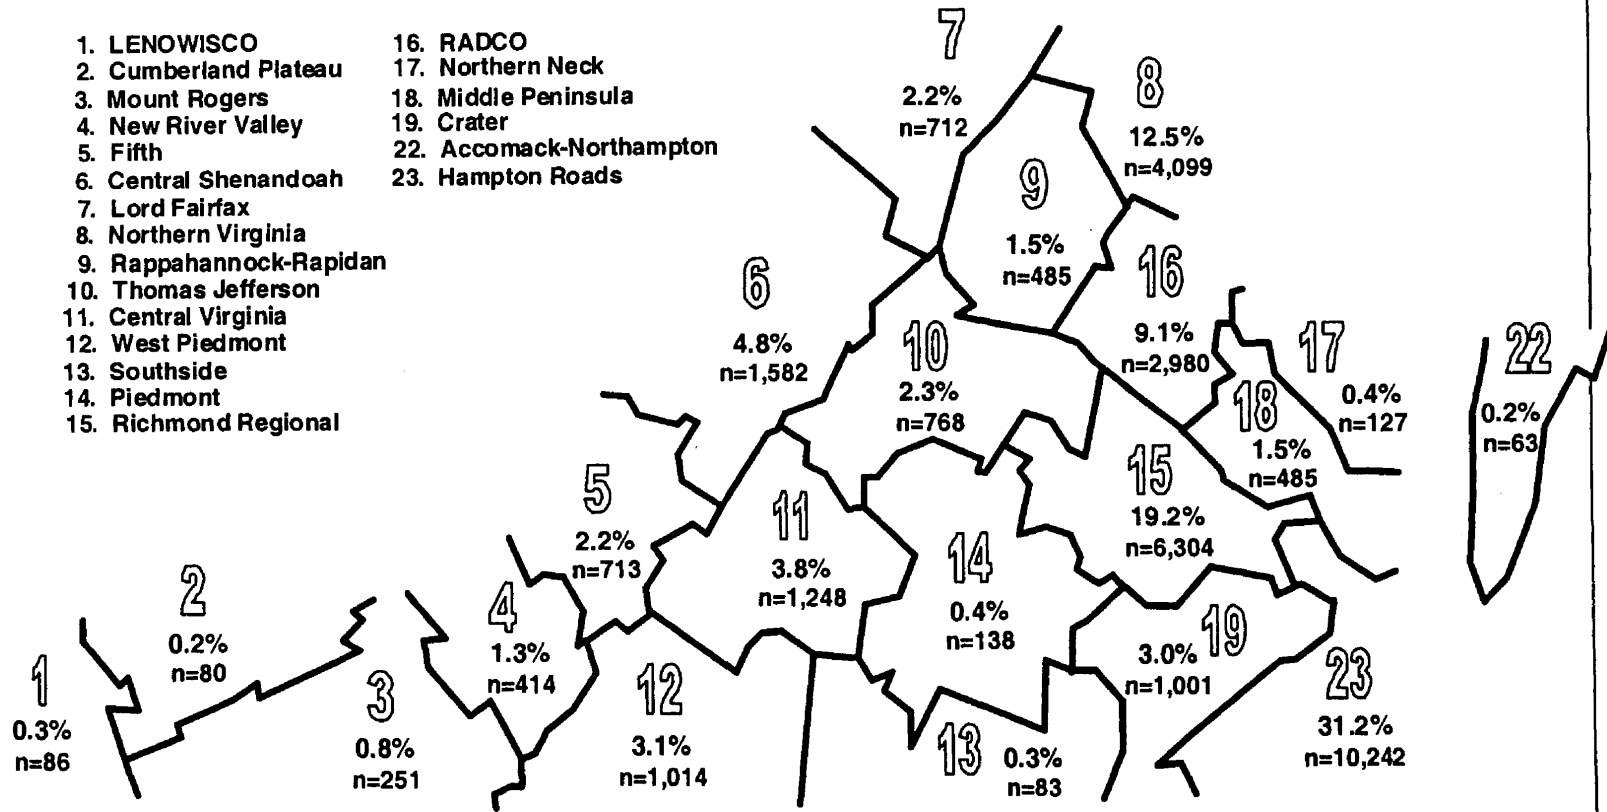 1. LENOWISCO
2. Cumberland Plateau
3. Mount Rogers
4. New River Valley
5. Fifth
6. Central Shenandoah
7. Lord Fairfax
8. Northern Virginia
9. Rappahannock-Rapidan
10. Thomas Jefferson
11. Central Virginia
12. West Piedmont
13. Southside
14. Piedmont
15. Richmond Regional
16. RADCO
17. Northern Neck
18. Middle Peninsula
19. Crater
22. Accomack-Northampton
23. Hampton Roads
7
2.2%
n=712
8
12.5%
n=4,099
9
1.5%
n=485
6
4.8%
n=1,582
10
2.3%
n=768
16
9.1%
n=2,980
17
0.4%
n=127
18
1.5%
n=485
22
0.2%
n=63
5
2.2%
n=713
11
3.8%
n=1,248
15
19.2%
n=6,304
14
0.4%
n=138
2
0.2%
n=80
4
1.3%
n=414
19
3.0%
n=1,001
1
0.3%
n=86
3
0.8%
n=251
12
3.1%
n=1,014
13
0.3%
n=83
23
31.2%
n=10,242